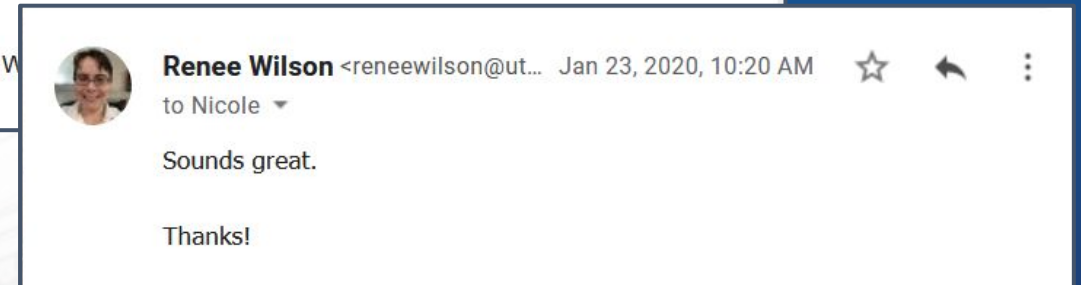 Renee Wilson <reneewilson@ut... Jan 23, 2020, 10:20 AM
to Nicole
Sounds great.
Thanks!